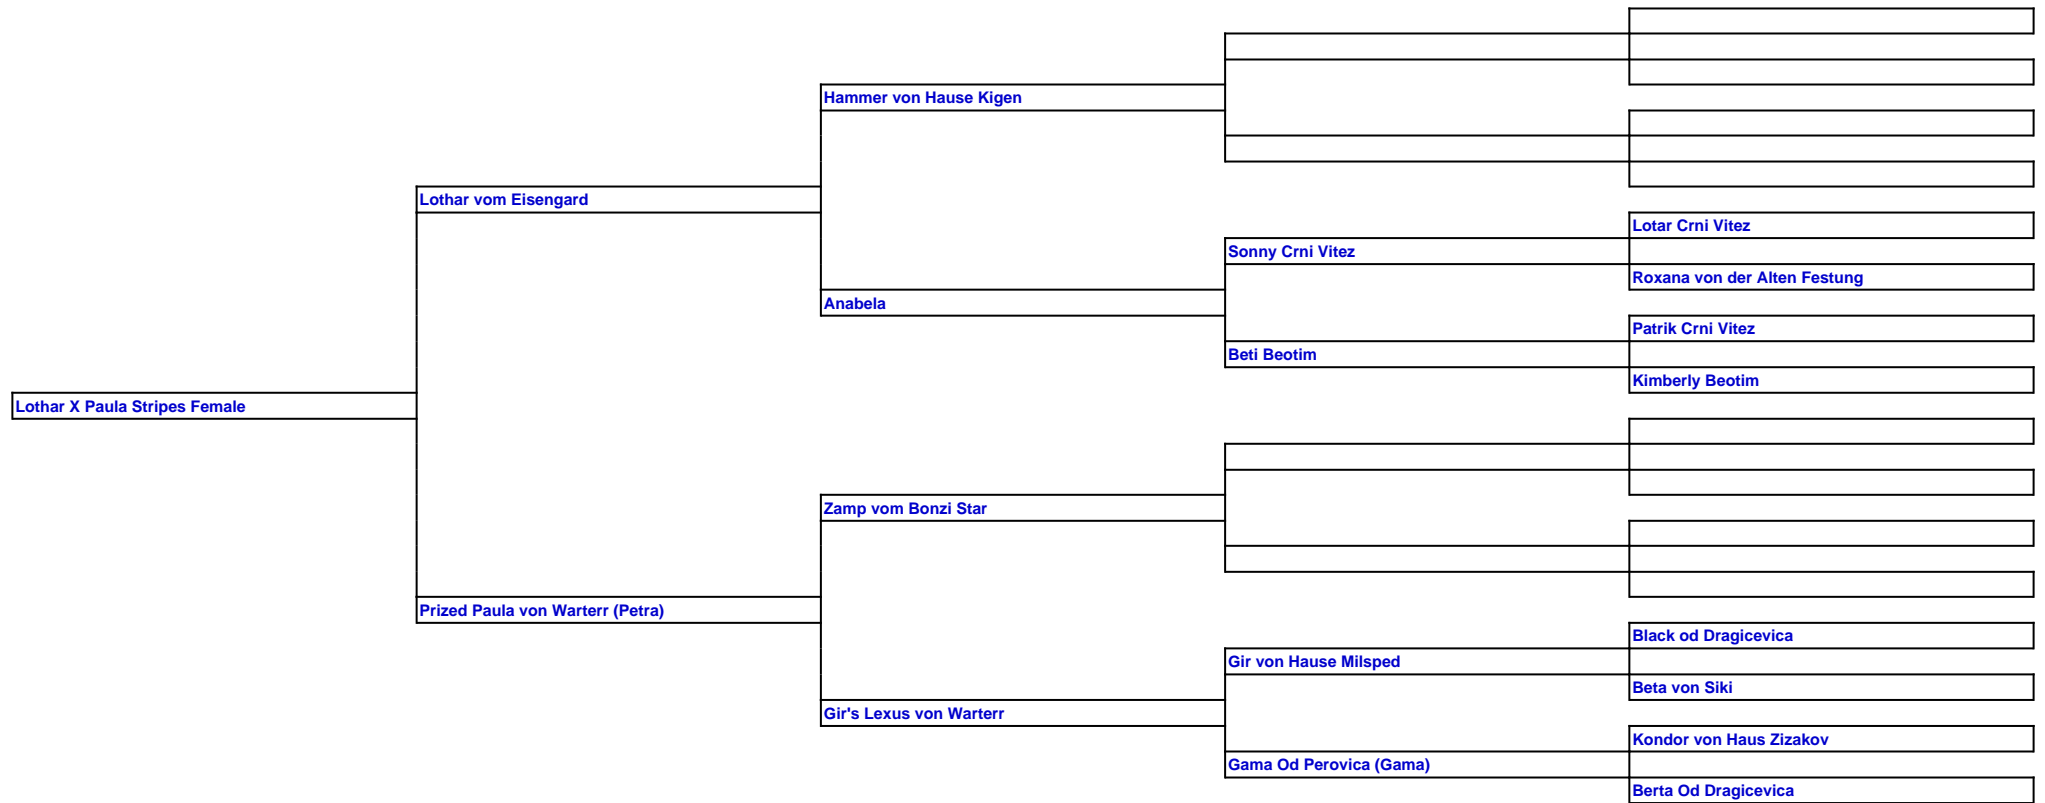 Hammer von Hause Kigen
Lothar vom Eisengard
Lotar Crni Vitez
Sonny Crni Vitez
Roxana von der Alten Festung
Anabela
Patrik Crni Vitez
Beti Beotim
Kimberly Beotim
Lothar X Paula Stripes Female
Zamp vom Bonzi Star
Prized Paula von Warterr (Petra)
Black od Dragicevica
Gir von Hause Milsped
Beta von Siki
Gir's Lexus von Warterr
Kondor von Haus Zizakov
Gama Od Perovica (Gama)
Berta Od Dragicevica